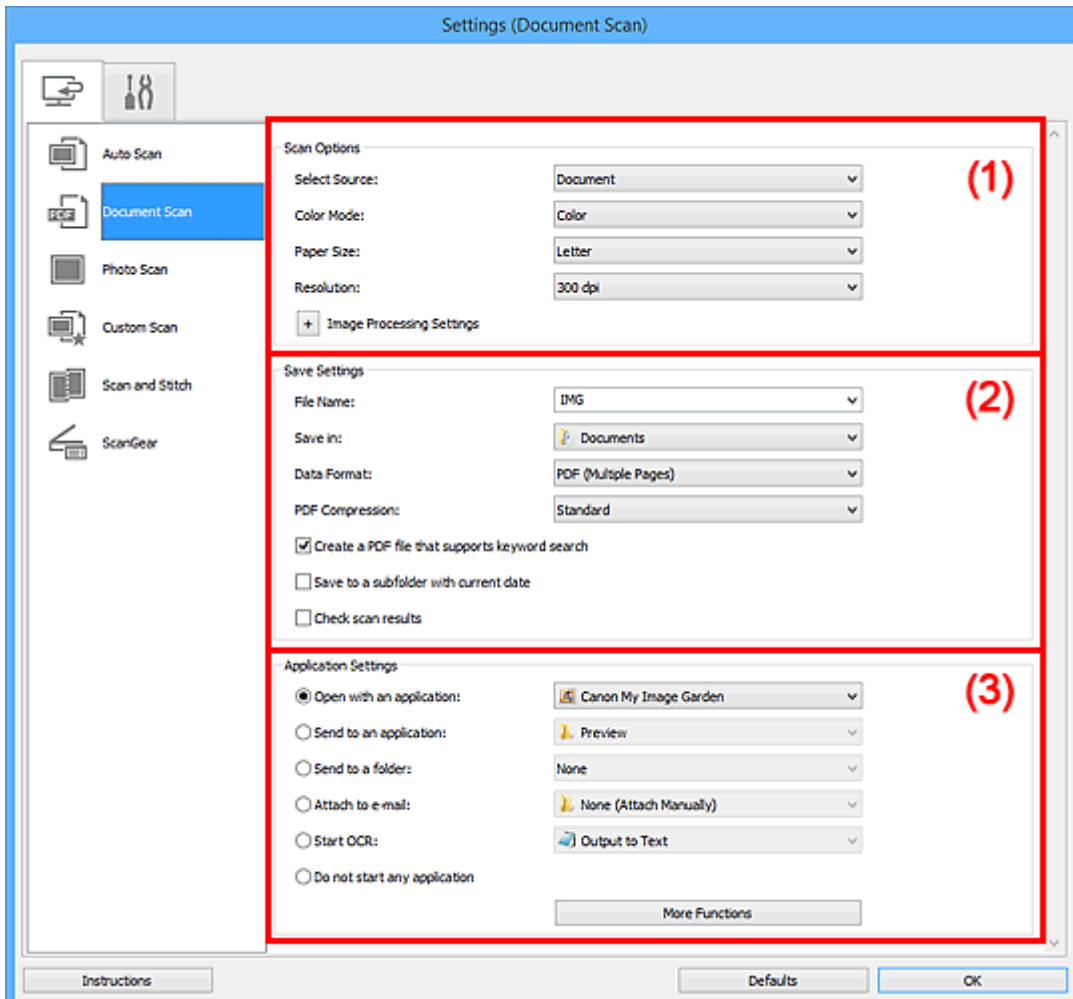 Settings (Document Scan)
Auto Scan
Document Scan
Photo Scan
Custom Scan
Scan and Stitch
ScanGear
Scan Options
(1)
Select Source: Document
Color Mode: Color
Paper Size: Letter
Resolution: 300 dpi
+ Image Processing Settings
Save Settings
(2)
File Name: IMG
Save in: Documents
Data Format: PDF (Multiple Pages)
PDF Compression: Standard
Create a PDF file that supports keyword search
Save to a subfolder with current date
Check scan results
Application Settings
(3)
Open with an application: Canon My Image Garden
Send to an application: Preview
Send to a folder: None
Attach to e-mail: None (Attach Manually)
Start OCR: Output to Text
Do not start any application
More Functions
Instructions Defaults OK